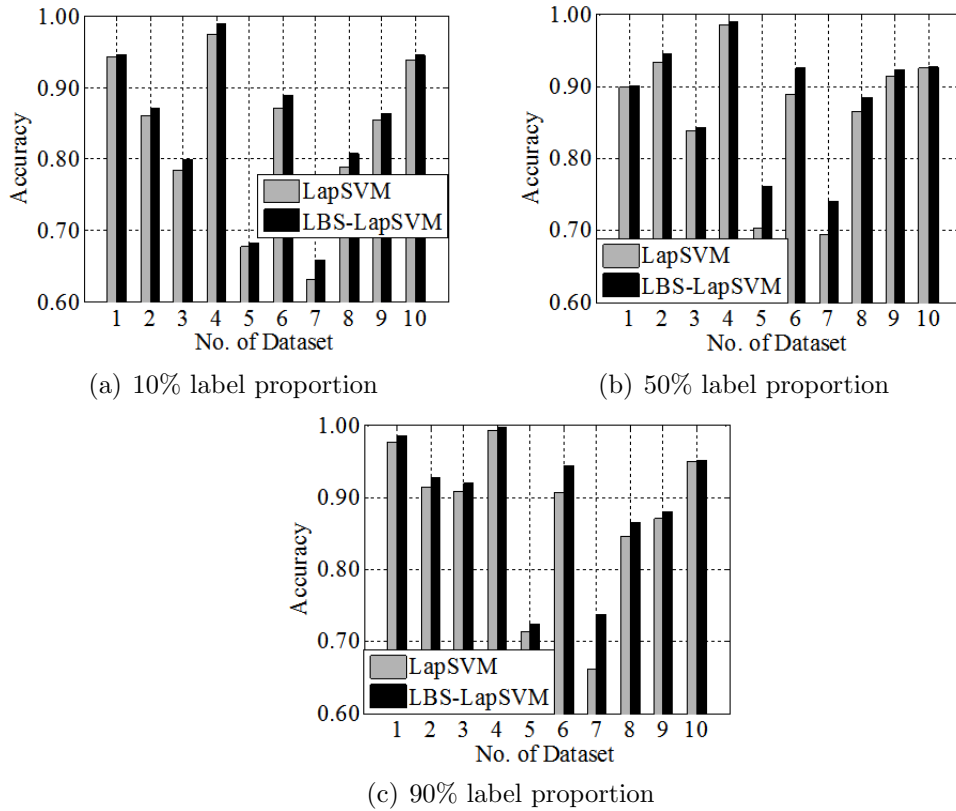 1.00
0.90
0.80
0.70
0.60
Accuracy
LapSVM
LBS-LapSVM
1 2 3 4 5 6 7 8 9 10
No. of Dataset
(a) 10% label proportion
1.00
0.90
0.80
0.70
0.60
Accuracy
LapSVM
LBS-LapSVM
1 2 3 4 5 6 7 8 9 10
No. of Dataset
(b) 50% label proportion
1.00
0.90
0.80
0.70
0.60
Accuracy
LapSVM
LBS-LapSVM
1 2 3 4 5 6 7 8 9 10
No. of Dataset
(c) 90% label proportion